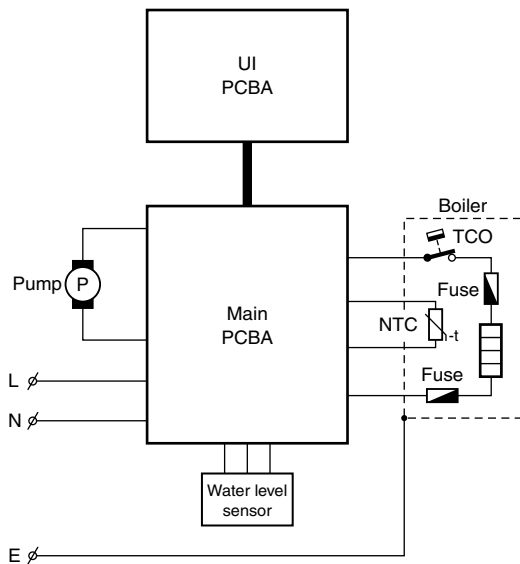 UI
PCBA
Boiler
TCO
Pump
P
Fuse
Main
PCBA
NTC
-t
L
Fuse
N
Water level
sensor
E